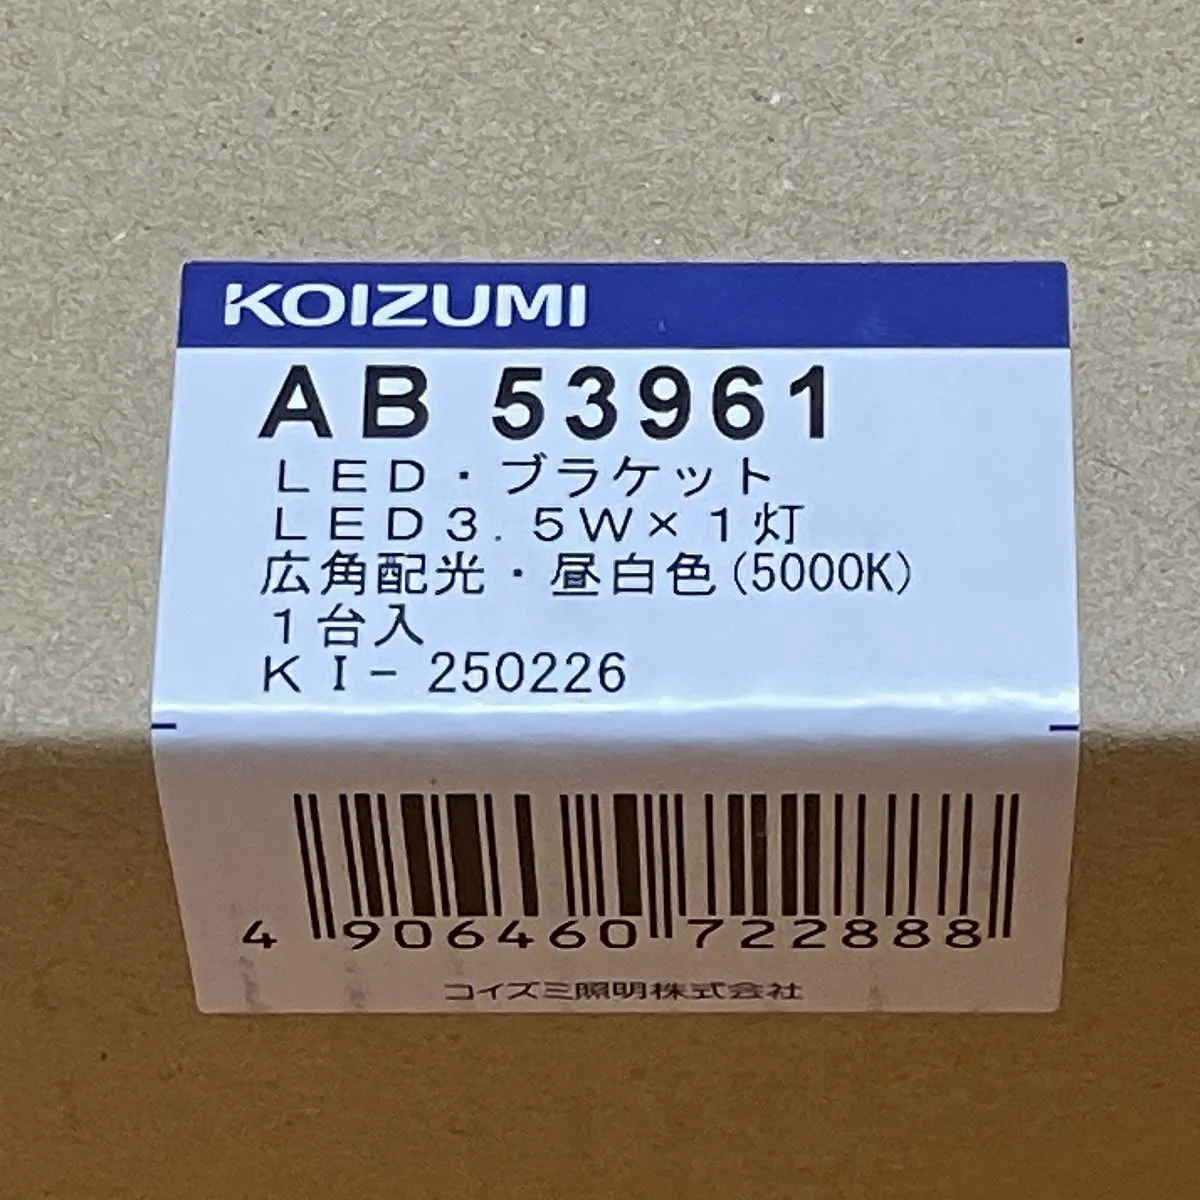 KOIZUMI
AB 53961
LED・ブラケット
LED3.5W×1灯
広角配光・昼白色(5000K)
1台入
KI-250226
4 906460 722888
コイズミ照明株式会社